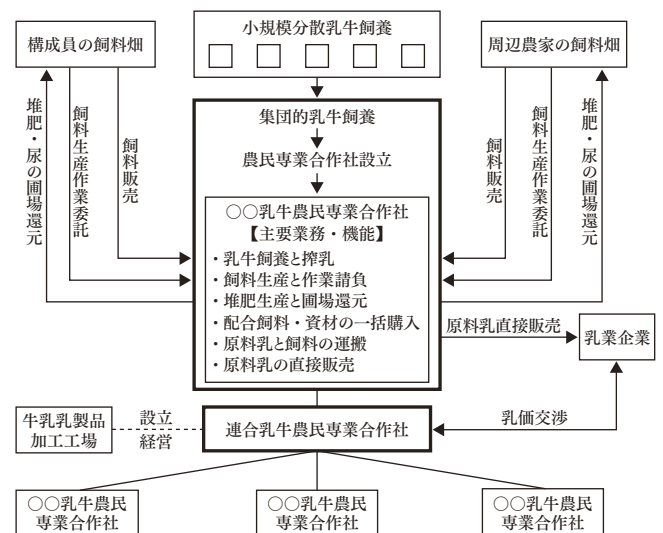 小規模分散乳牛飼養
構成員の飼料畑
周辺農家の飼料畑
堆肥・尿の圃場還元
飼料生産作業委託
飼料販売
集団的乳牛飼養
農民専業合作社設立
〇〇乳牛農民専業合作社
【主要業務・機能】
・乳牛飼養と搾乳
・飼料生産と作業請負
・堆肥生産と圃場還元
・配合飼料・資材の一括購入
・原料乳と飼料の運搬
・原料乳の直接販売
飼料販売
飼料生産作業委託
堆肥・尿の圃場還元
原料乳直接販売
乳業企業
牛乳乳製品
加工工場
設立
経営
連合乳牛農民専業合作社
乳価交渉
〇〇乳牛農民
専業合作社
〇〇乳牛農民
専業合作社
〇〇乳牛農民
専業合作社